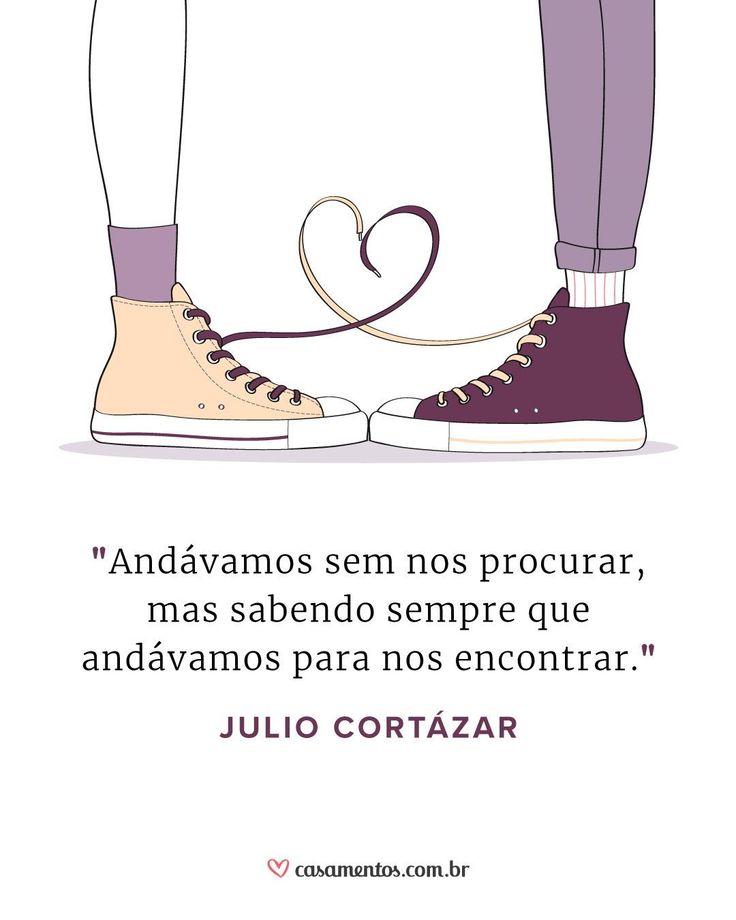 "Andávamos sem nos procurar,
mas sabendo sempre que
andávamos para nos encontrar."
JULIO CORTÁZAR
casamentos.com.br